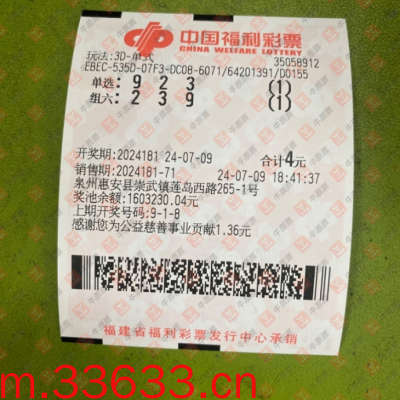 中国福利彩票
CHINA WELFARE LOTTERY
玩法:3D-单式 35058912
EBEC-535D-07F3-DC08-6071/64201391/D0155
单选: 9 2 3 (1)
组六: 2 3 9 (1)
开奖期:2024181 24-07-09 合计4元
销售期:2024181-71 24-07-09 18:41:37
泉州惠安县崇武镇莲岛西路265-1号
奖池余额:1603230.04元
上期开奖号码:9-1-8
感谢您为公益慈善事业贡献1.36元
福建省福利彩票发行中心承销
m.33633.cn